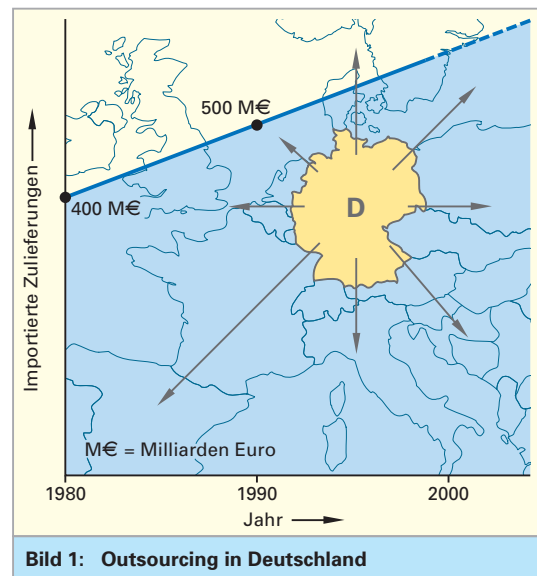 Importierte Zulieferungen
500 M€
400 M€
D
M€ = Milliarden Euro
1980
1990
2000
Jahr
Bild 1: Outsourcing in Deutschland